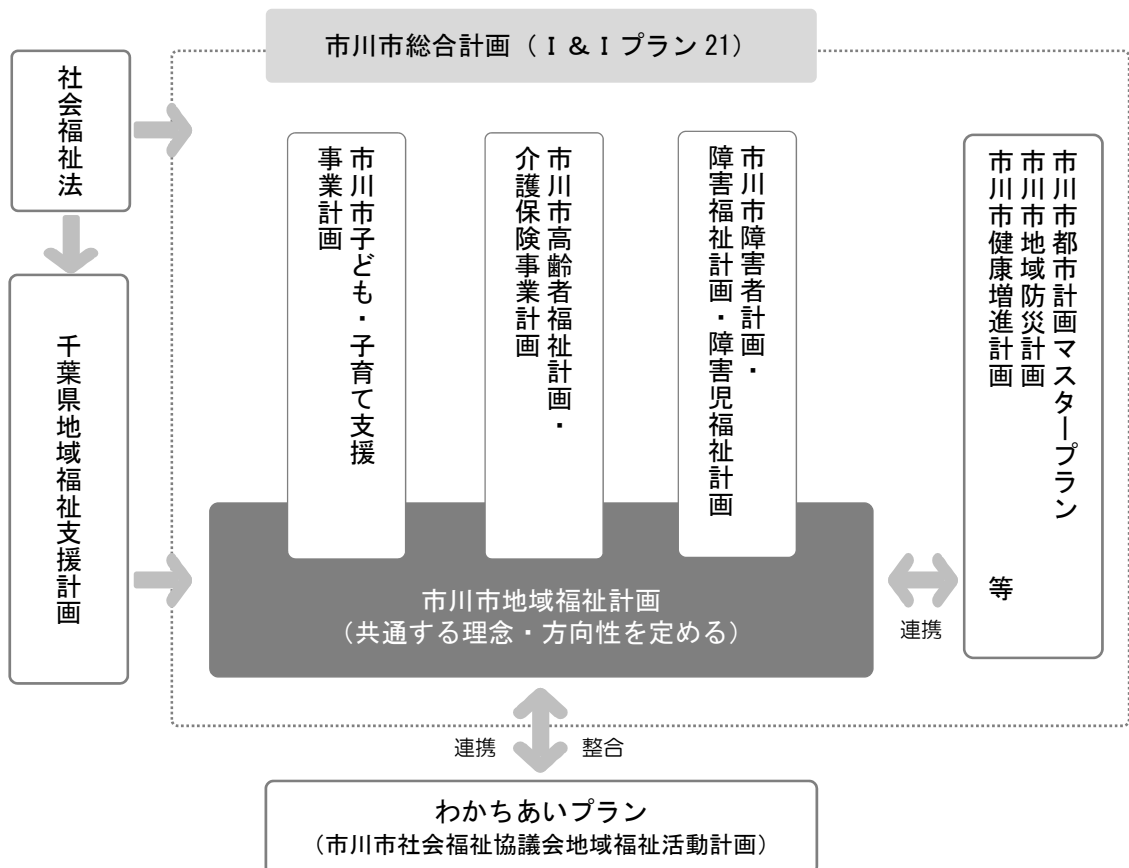 市川市総合計画（Ｉ＆Ｉプラン21）
社会福祉法
千葉県地域福祉支援計画
市川市子ども・子育て支援
事業計画
市川市高齢者福祉計画・
介護保険事業計画
市川市障害者計画・
障害福祉計画・障害児福祉計画
市川市都市計画マスタープラン
市川市地域防災計画
市川市健康増進計画　等
市川市地域福祉計画
（共通する理念・方向性を定める）
連携
連携
整合
わかちあいプラン
（市川市社会福祉協議会地域福祉活動計画）